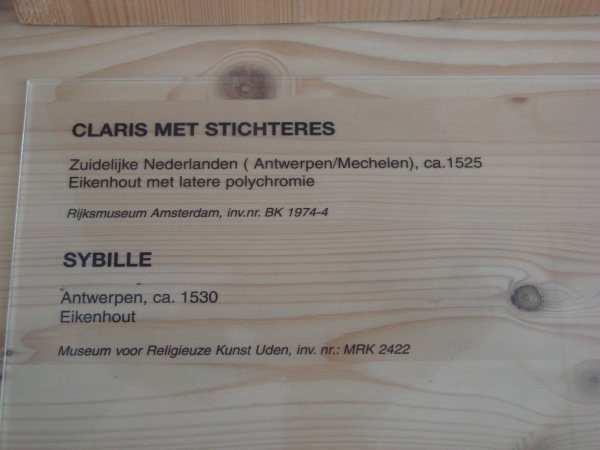 CLARIS MET STICHTERES
Zuidelijke Nederlanden ( Antwerpen/Mechelen), ca.1525
Eikenhout met latere polychromie
Rijksmuseum Amsterdam, inv.nr. BK 1974-4
SYBILLE
Antwerpen, ca. 1530
Eikenhout
Museum voor Religieuze Kunst Uden, inv. nr.: MRK 2422